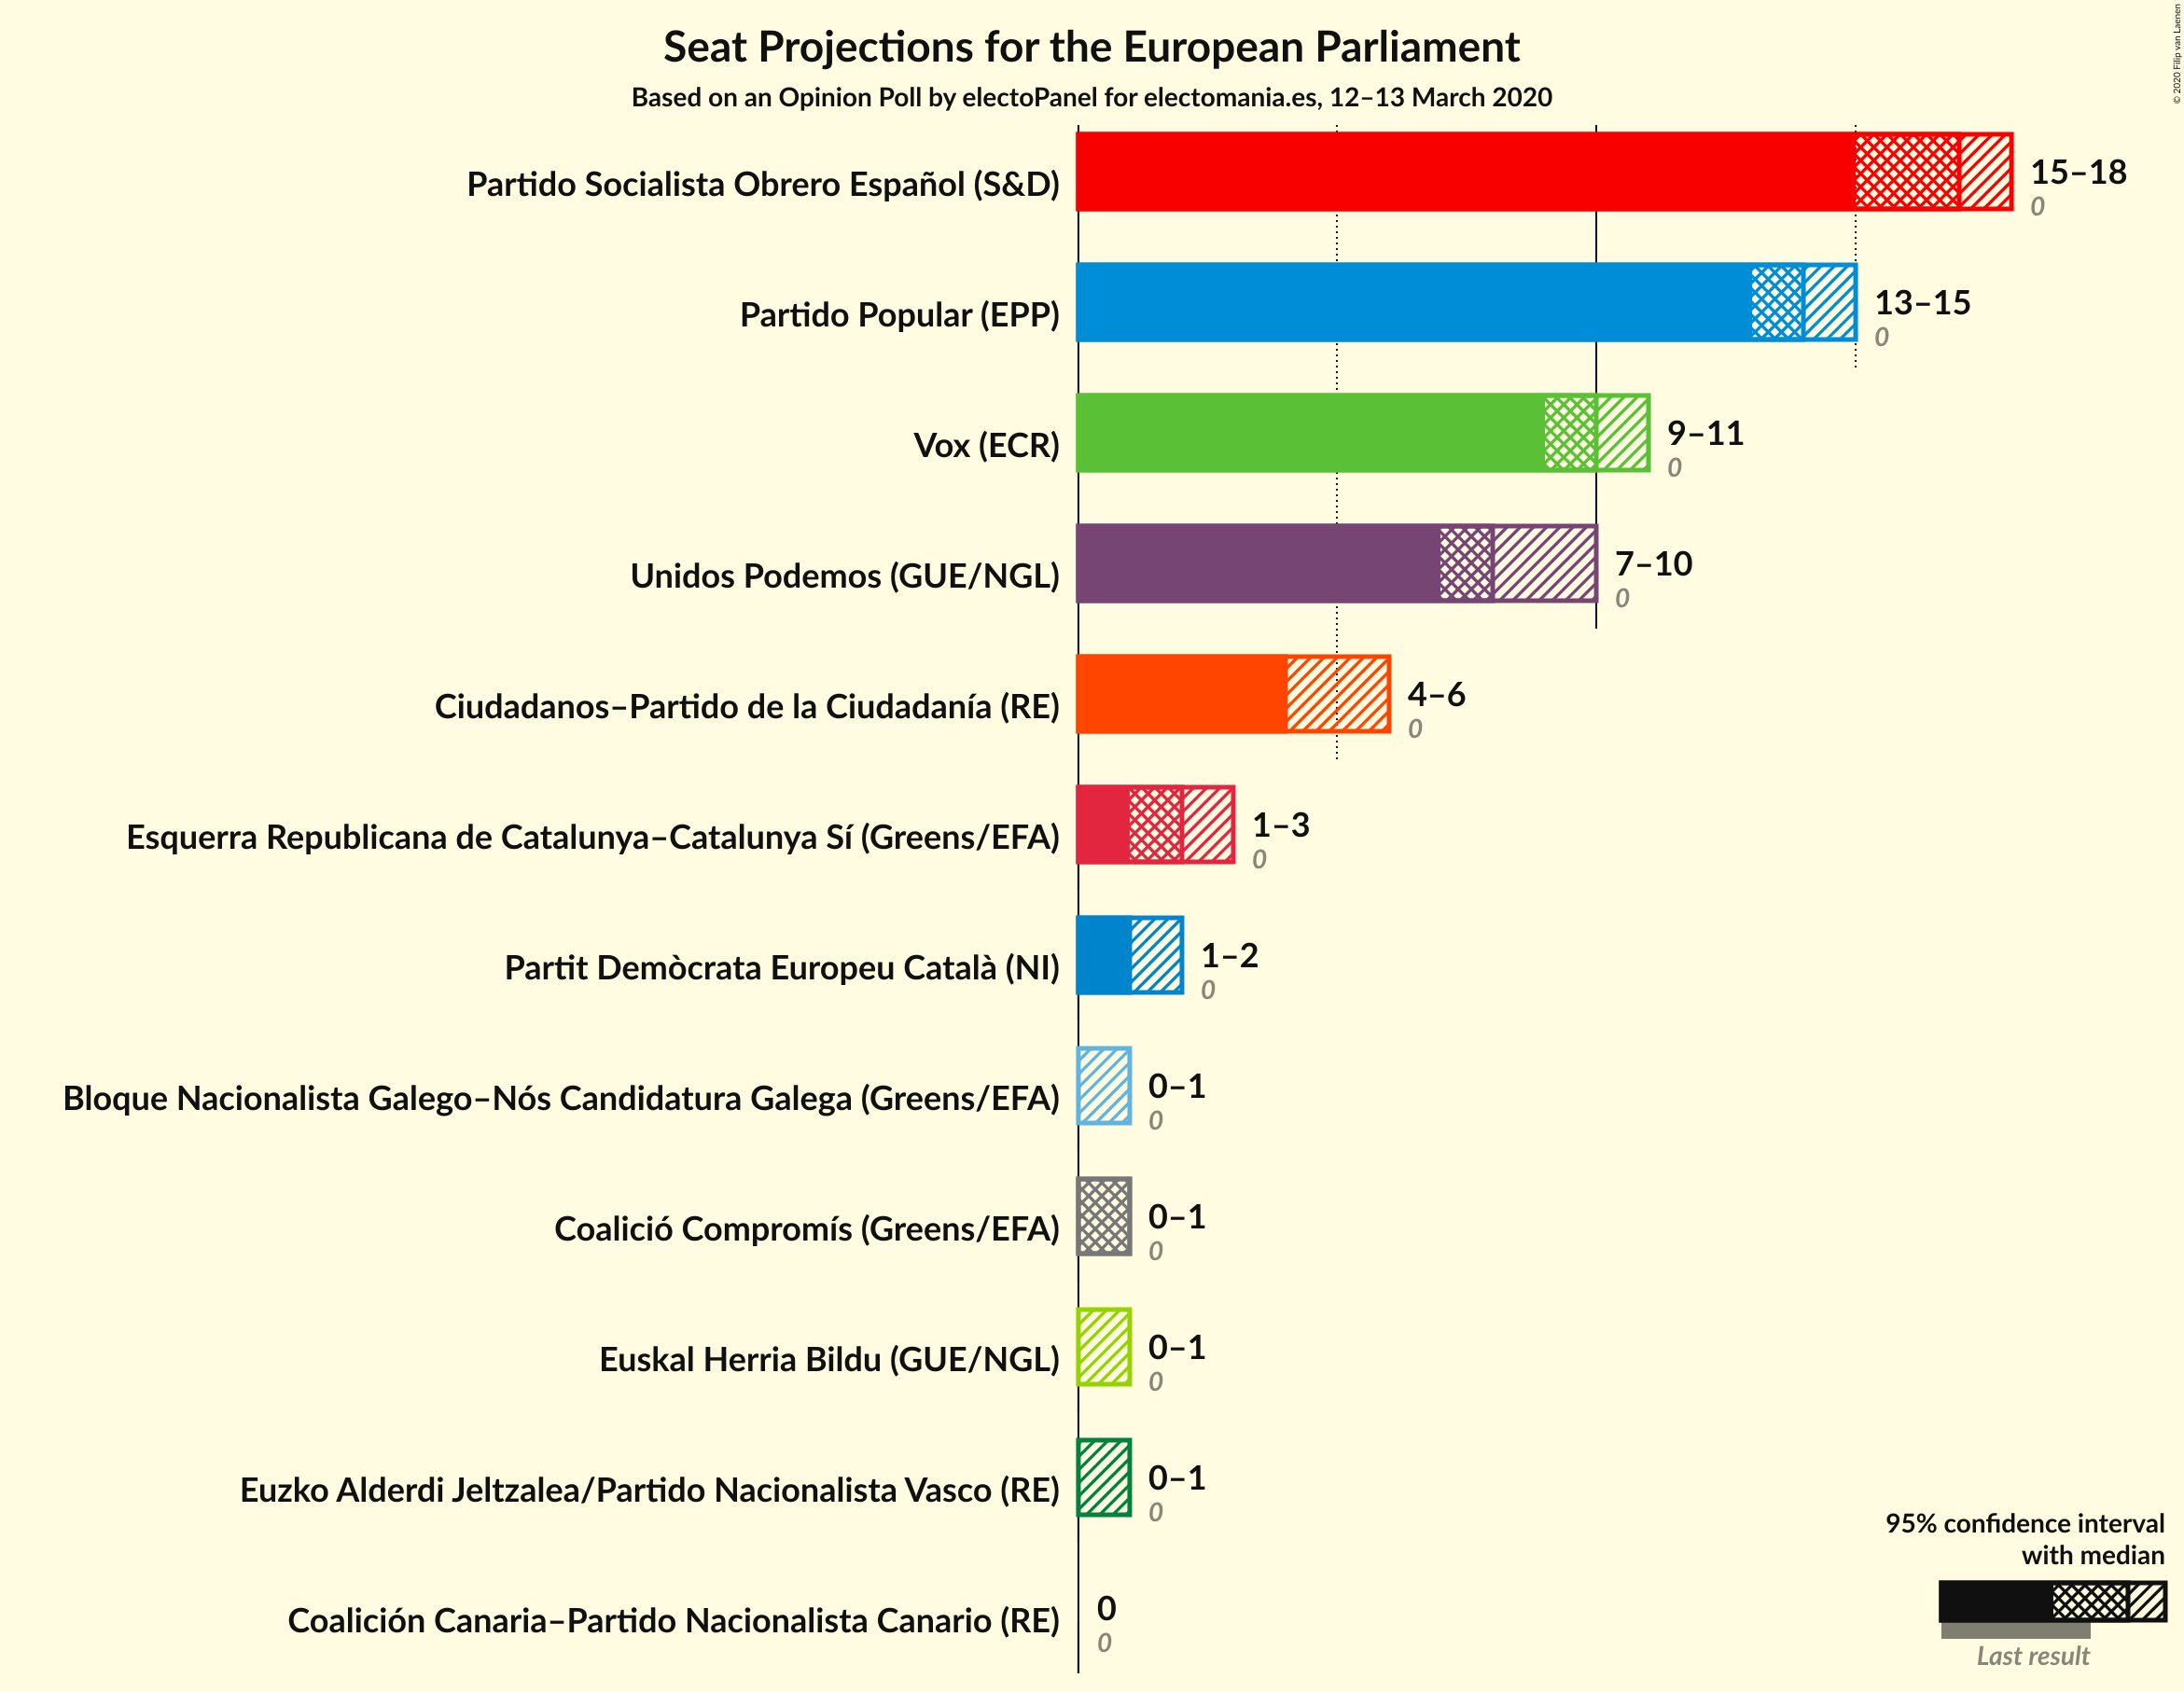 Seat Projections for the European Parliament
Based on an Opinion Poll by electoPanel for electomania.es, 12–13 March 2020
© 2020 Filip van Laenen
Partido Socialista Obrero Español (S&D)
15–18
0
Partido Popular (EPP)
13–15
0
Vox (ECR)
9–11
0
Unidos Podemos (GUE/NGL)
7–10
0
Ciudadanos–Partido de la Ciudadanía (RE)
4–6
0
Esquerra Republicana de Catalunya–Catalunya Sí (Greens/EFA)
1–3
0
Partit Demòcrata Europeu Català (NI)
1–2
0
Bloque Nacionalista Galego–Nós Candidatura Galega (Greens/EFA)
0–1
0
Coalició Compromís (Greens/EFA)
0–1
0
Euskal Herria Bildu (GUE/NGL)
0–1
0
Euzko Alderdi Jeltzalea/Partido Nacionalista Vasco (RE)
0–1
0
Coalición Canaria–Partido Nacionalista Canario (RE)
0
0
95% confidence interval
with median
Last result